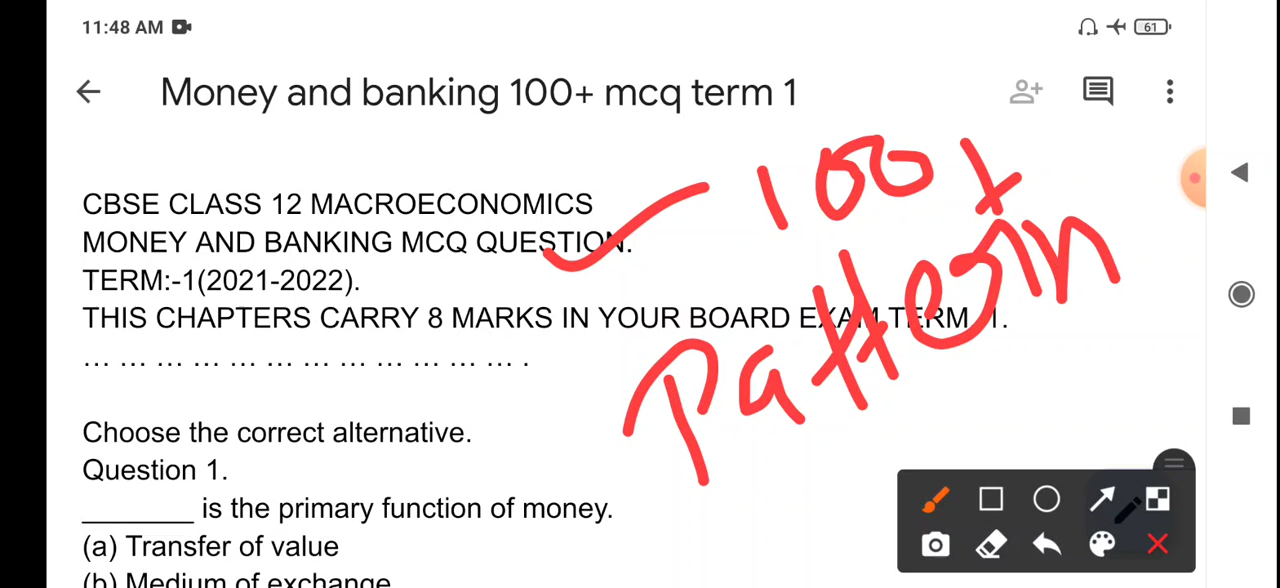 11:48 AM
61
Money and banking 100+ mcq term 1
100+
CBSE CLASS 12 MACROECONOMICS
MONEY AND BANKING MCQ QUESTION.
Pattern
TERM:-1(2021-2022).
THIS CHAPTERS CARRY 8 MARKS IN YOUR BOARD EXAM TERM 1.
... ... ... ... ... ... ... ... ... ... ... ... .
Choose the correct alternative.
Question 1.
_______ is the primary function of money.
(a) Transfer of value
(b) Medium of exchange